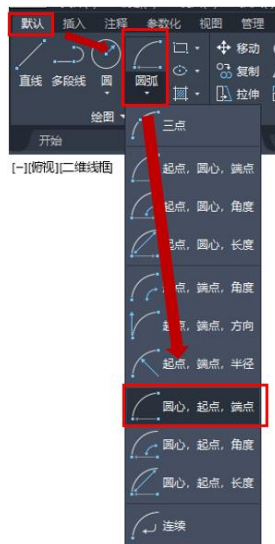 默认 插入 注释 参数化 视图 管理
直线 多段线 圆 圆弧
移动
复制
拉伸
绘图
开始
[-][俯视][二维线框]
三点
起点, 圆心, 端点
起点, 圆心, 角度
起点, 圆心, 长度
起点, 端点, 角度
起点, 端点, 方向
起点, 端点, 半径
圆心, 起点, 端点
圆心, 起点, 角度
圆心, 起点, 长度
连续